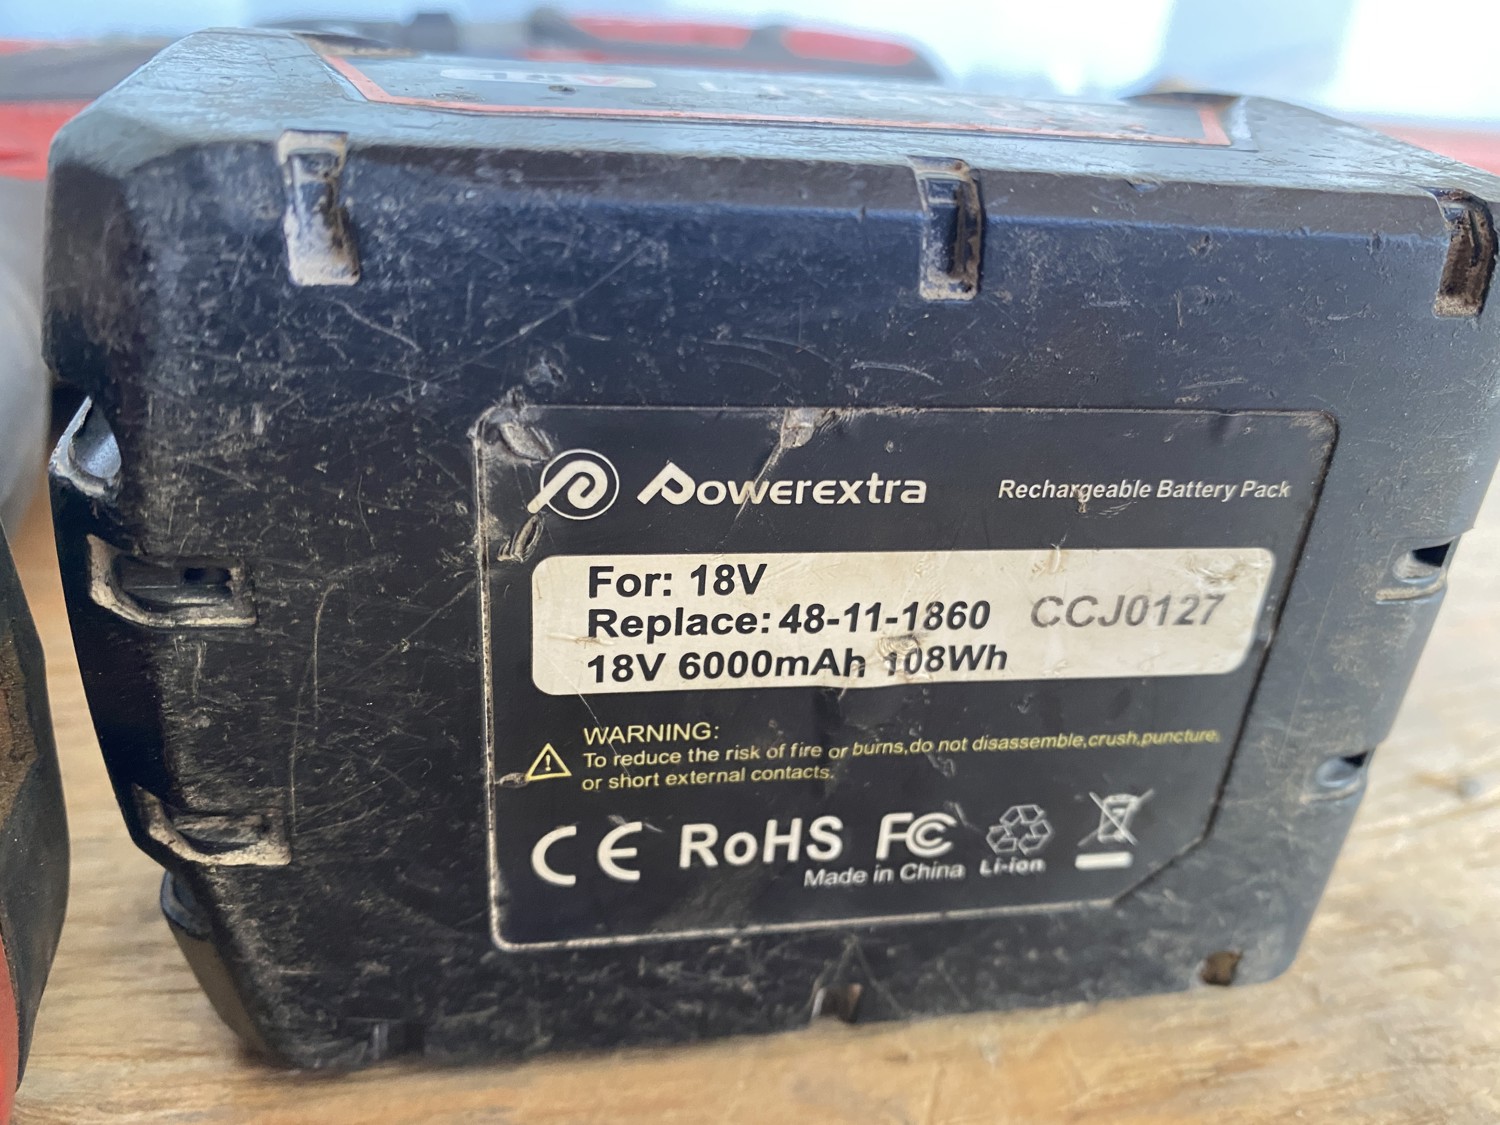 Powerextra Rechargeable Battery Pack
For: 18V
Replace: 48-11-1860 CCJ0127
18V 6000mAh 108Wh
WARNING:
To reduce the risk of fire or burns,do not disassemble,crush,puncture,
or short external contacts.
CE RoHS FC
Made in China Li-ion